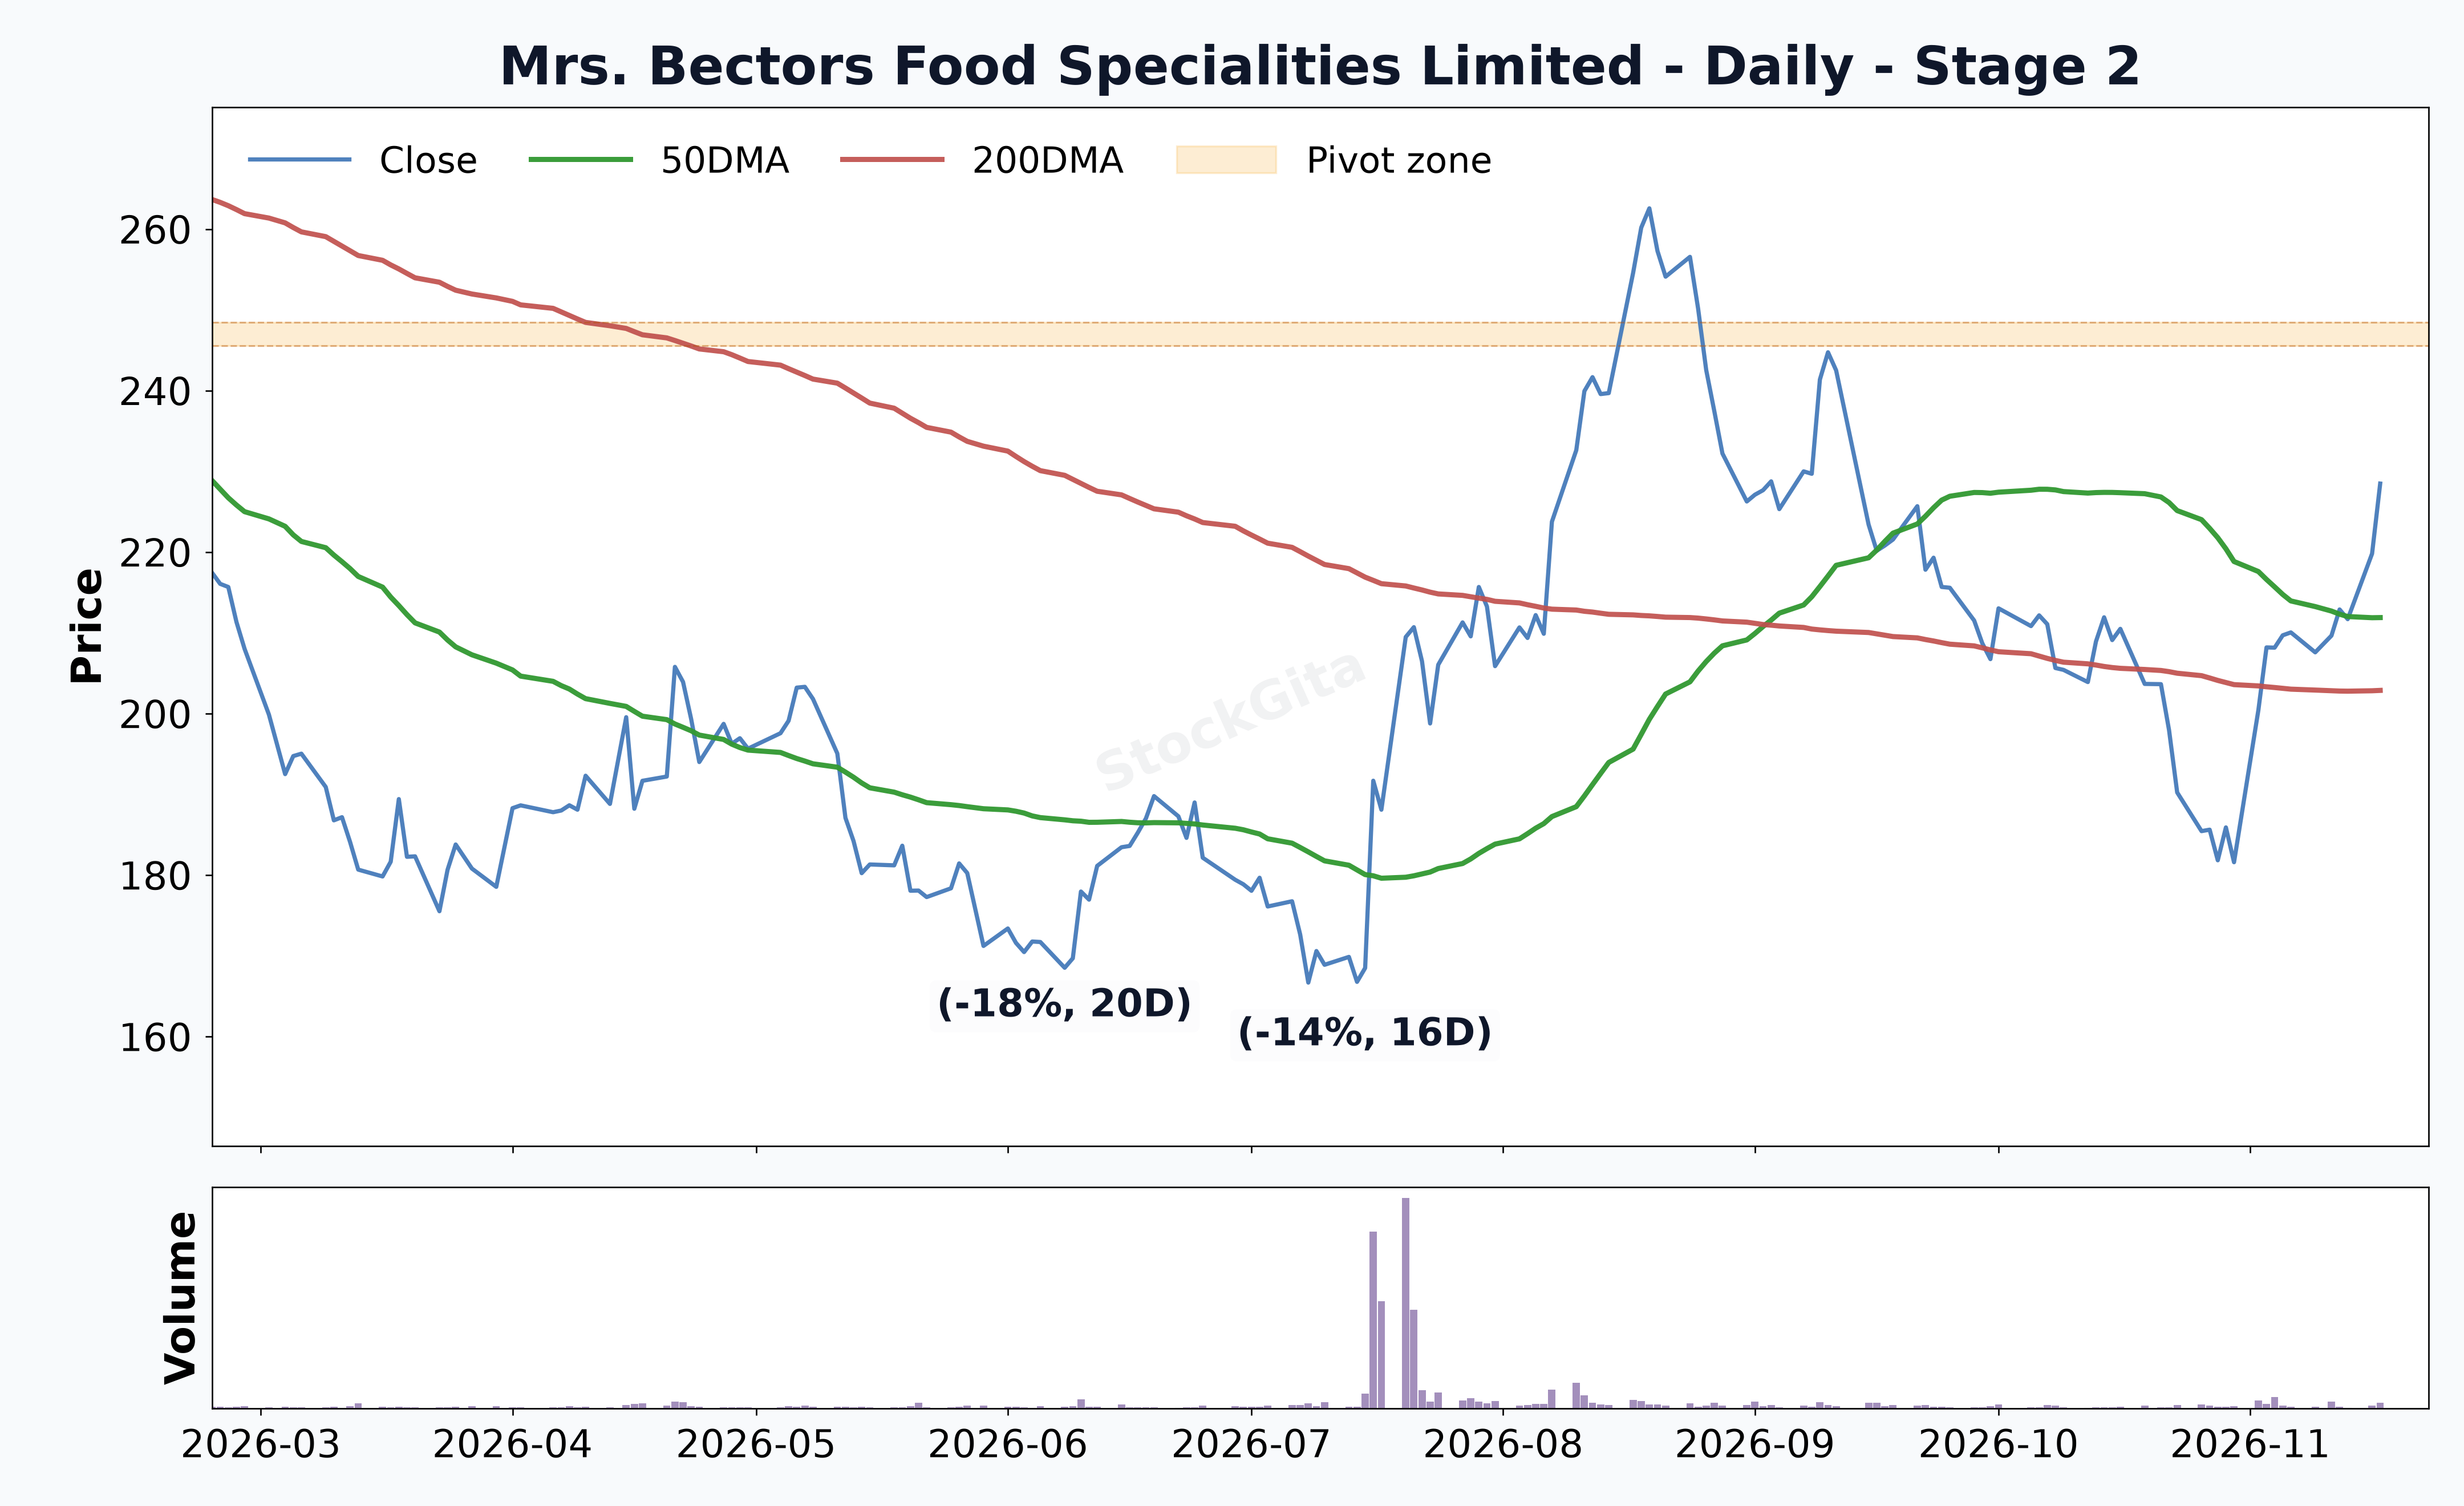 Mrs. Bectors Food Specialities Limited - Daily - Stage 2
Close 50DMA 200DMA Pivot zone
260
240
220
200
180
160
Price
StockGita
(-18%, 20D)
(-14%, 16D)
Volume
2026-03 2026-04 2026-05 2026-06 2026-07 2026-08 2026-09 2026-10 2026-11